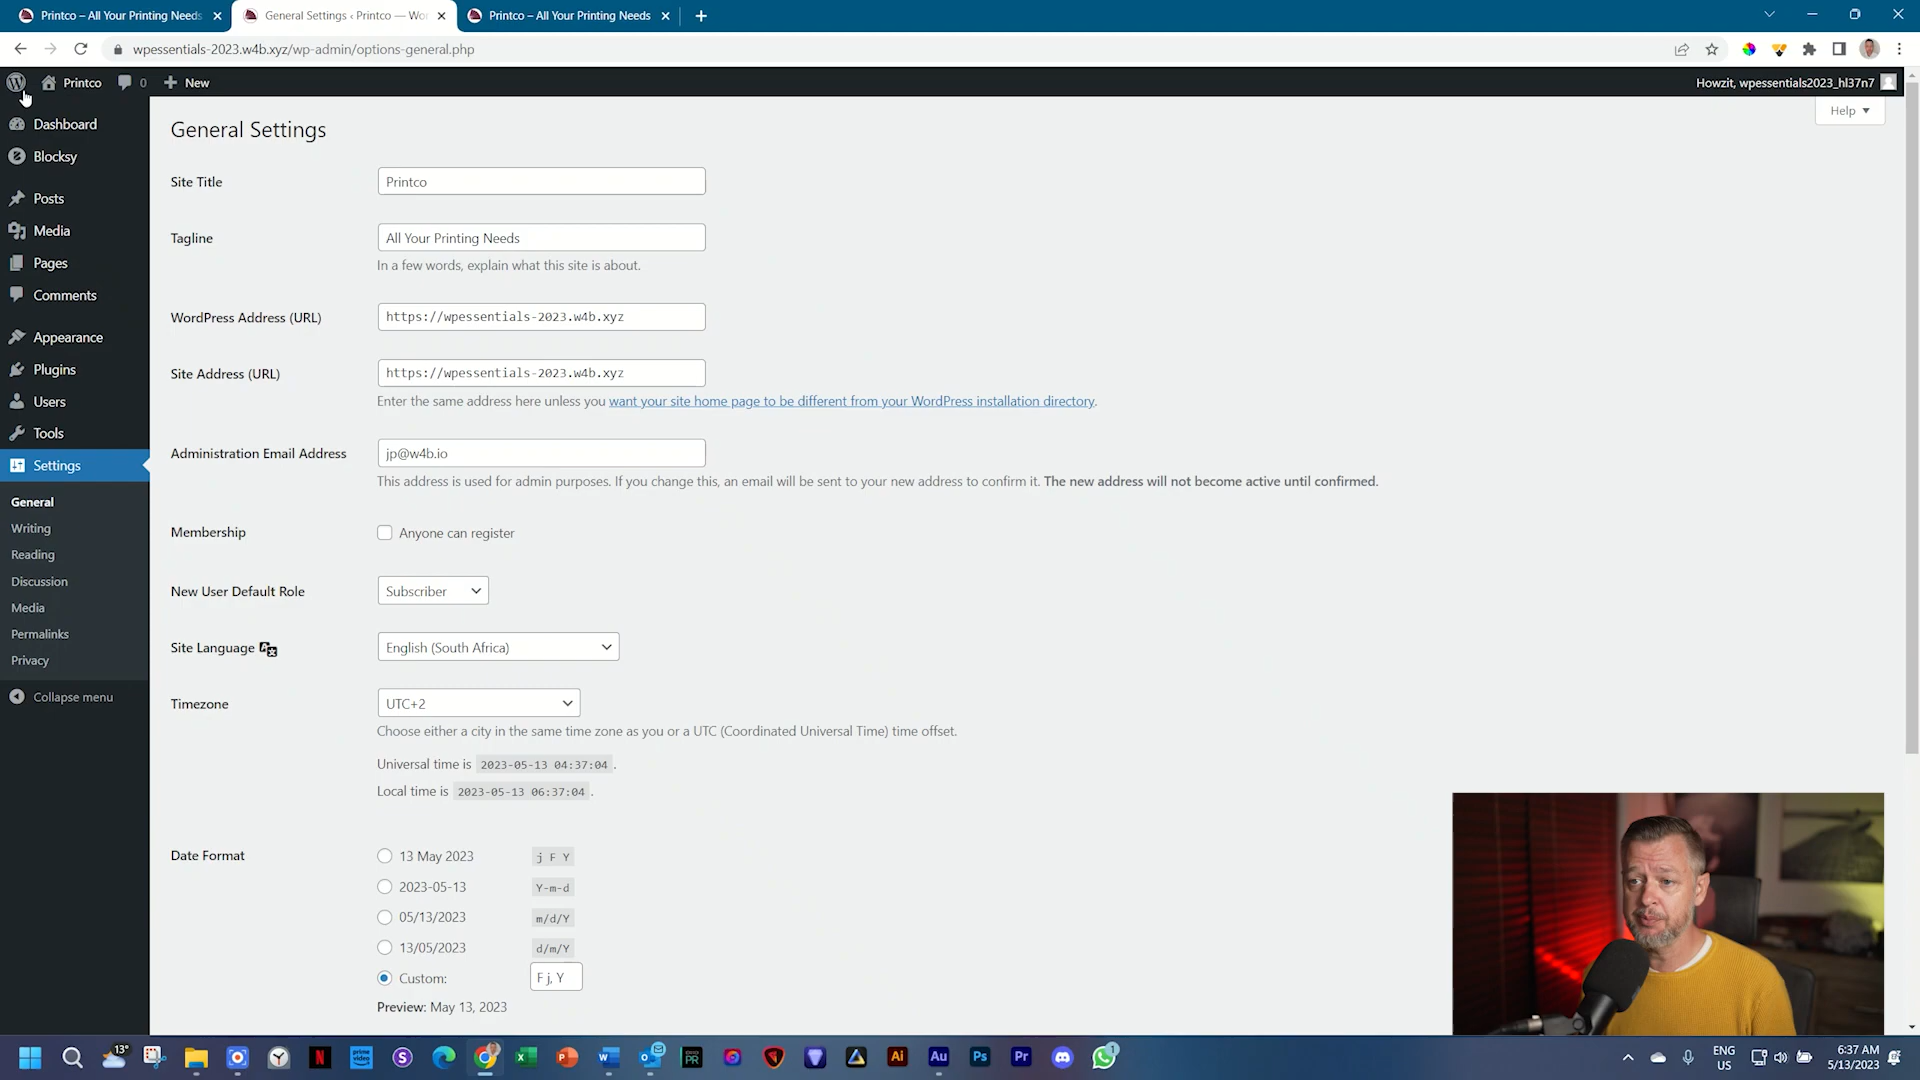 Printco – All Your Printing Needs
General Settings ‹ Printco — Wor
Printco – All Your Printing Needs
wpessentials-2023.w4b.xyz/wp-admin/options-general.php
Printco
0
New
Howzit, wpessentials2023_hl37n7
Help
Dashboard
Blocksy
Posts
Media
Pages
Comments
Appearance
Plugins
Users
Tools
Settings
General
Writing
Reading
Discussion
Media
Permalinks
Privacy
Collapse menu
General Settings
Site Title
Printco
Tagline
All Your Printing Needs
In a few words, explain what this site is about.
WordPress Address (URL)
https://wpessentials-2023.w4b.xyz
Site Address (URL)
https://wpessentials-2023.w4b.xyz
Enter the same address here unless you want your site home page to be different from your WordPress installation directory.
Administration Email Address
jp@w4b.io
This address is used for admin purposes. If you change this, an email will be sent to your new address to confirm it. The new address will not become active until confirmed.
Membership
Anyone can register
New User Default Role
Subscriber
Site Language
English (South Africa)
Timezone
UTC+2
Choose either a city in the same time zone as you or a UTC (Coordinated Universal Time) time offset.
Universal time is 2023-05-13 04:37:04 .
Local time is 2023-05-13 06:37:04 .
Date Format
13 May 2023 j F Y
2023-05-13 Y-m-d
05/13/2023 m/d/Y
13/05/2023 d/m/Y
Custom: F j, Y
Preview: May 13, 2023
13°
N
prime video
S
PR
Ai
Au
Ps
Pr
1
ENG
US
6:37 AM
5/13/2023